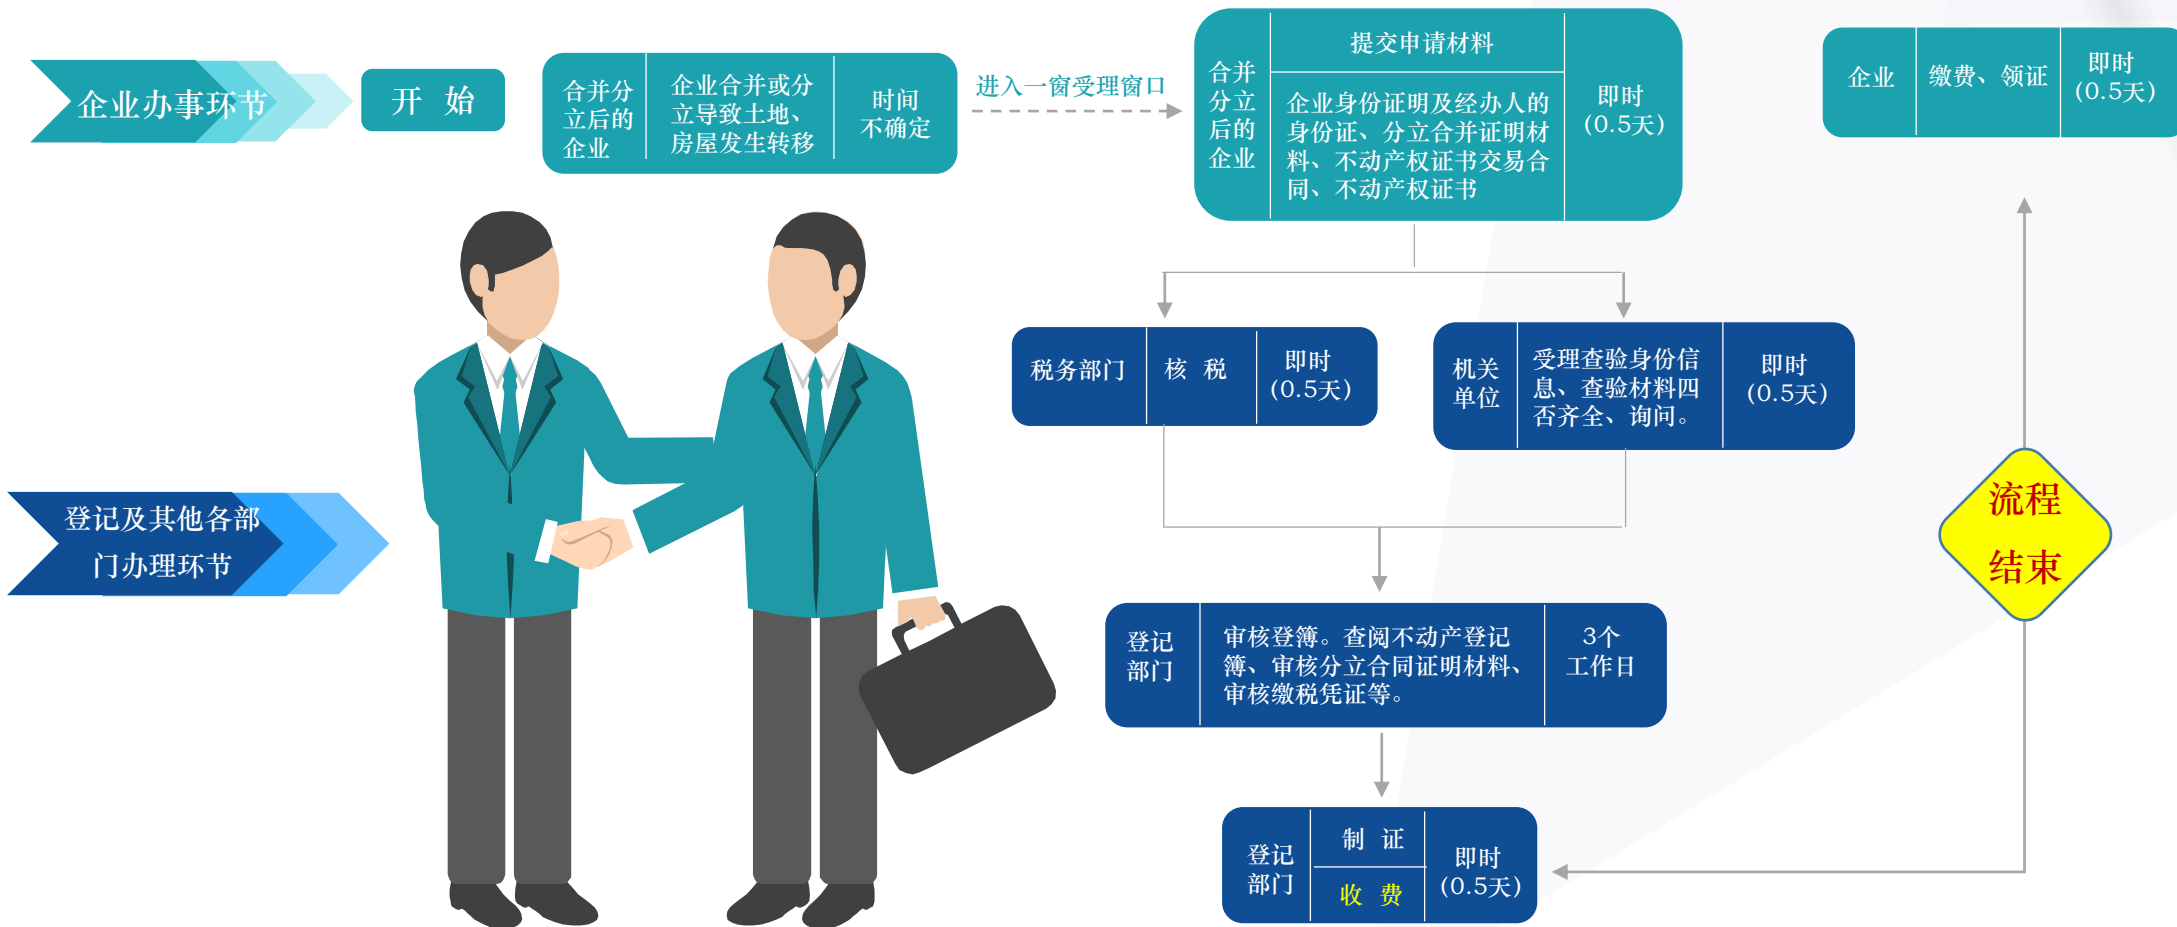 企业办事环节
开 始
合并分
立后的
企业
企业合并或分
立导致土地、
房屋发生转移
时间
不确定
进入一窗受理窗口
合并
分立
后的
企业
提交申请材料
企业身份证明及经办人的
身份证、分立合并证明材
料、不动产权证书交易合
同、不动产权证书
即时
(0.5天)
企业
缴费、领证
即时
(0.5天)
税务部门
核 税
即时
(0.5天)
机关
单位
受理查验身份信
息、查验材料四
否齐全、询问。
即时
(0.5天)
登记及其他各部
门办理环节
流程
结束
登记
部门
审核登簿。查阅不动产登记
簿、审核分立合同证明材料、
审核缴税凭证等。
3个
工作日
登记
部门
制 证
收 费
即时
(0.5天)